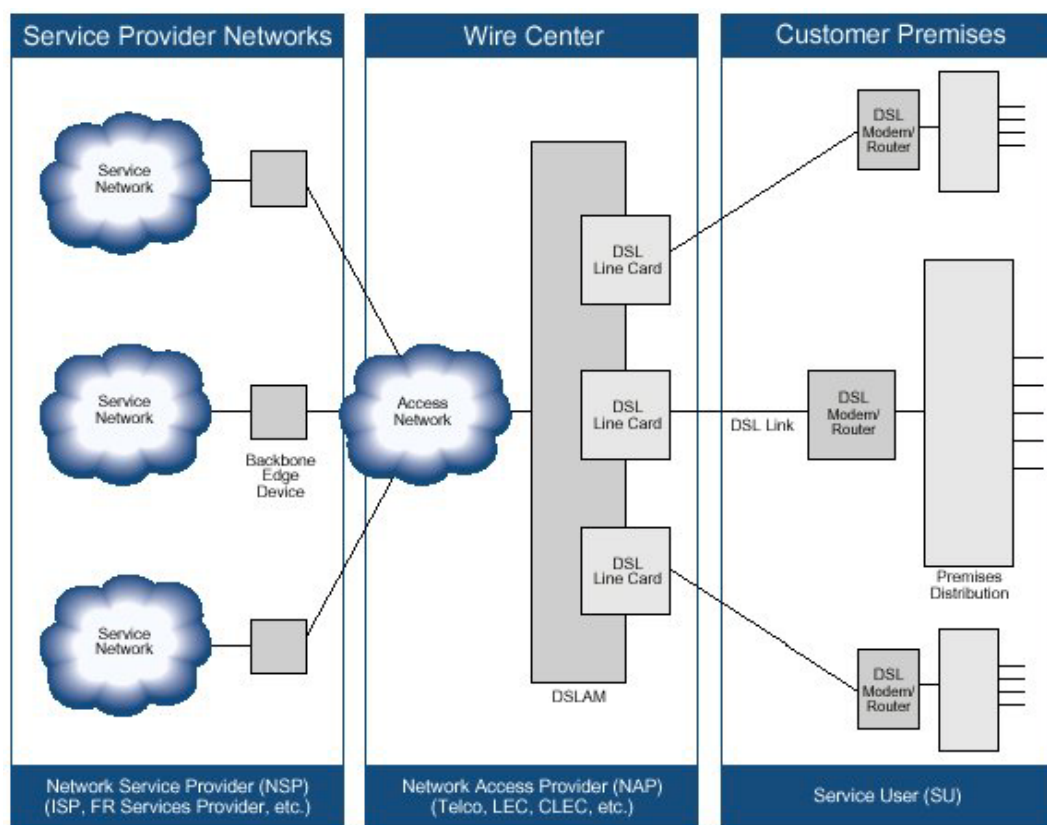 Service Provider Networks
Service
Network
Service
Network
Backbone
Edge
Device
Service
Network
Network Service Provider (NSP)
(ISP, FR Services Provider, etc.)
Wire Center
Access
Network
DSL
Line Card
DSL
Line Card
DSL
Line Card
DSLAM
Network Access Provider (NAP)
(Telco, LEC, CLEC, etc.)
Customer Premises
DSL
Modem/
Router
DSL Link
DSL
Modem/
Router
Premises
Distribution
DSL
Modem/
Router
Service User (SU)